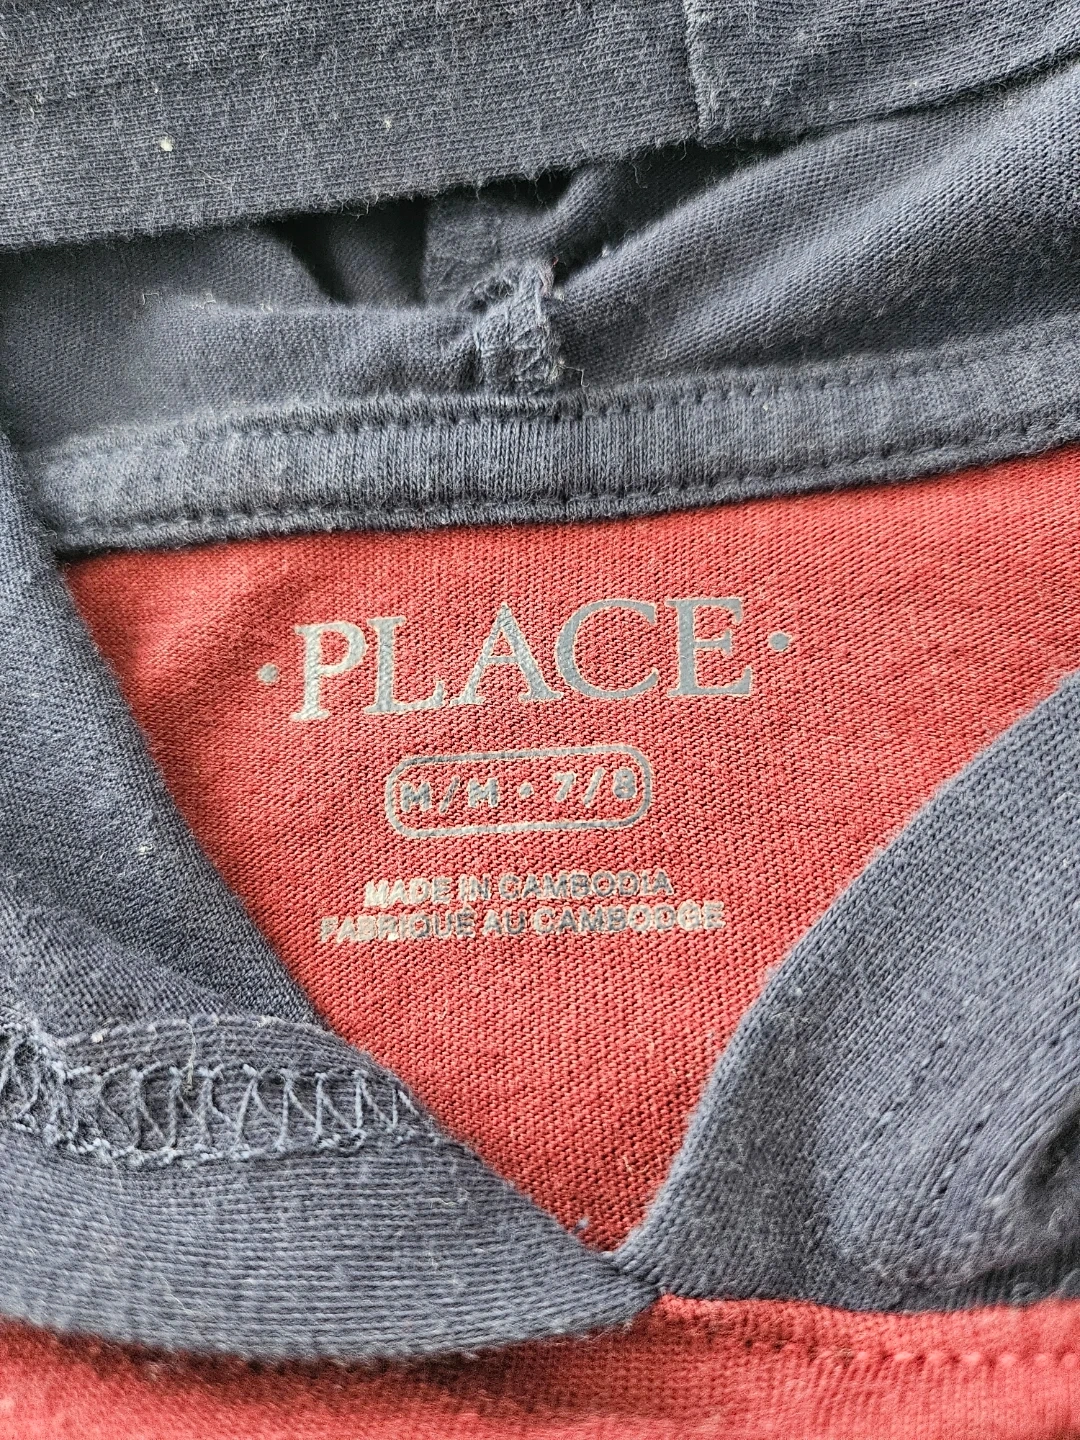 •PLACE•
M/M • 7/8
MADE IN CAMBODIA
FABRIQUÉ AU CAMBODGE